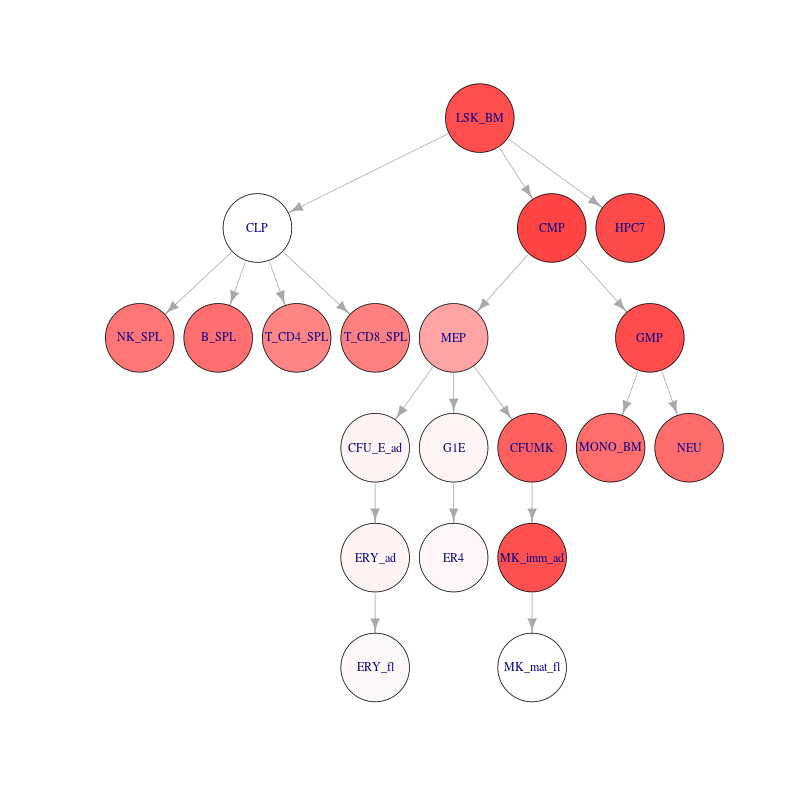 LSK_BM
CLP
CMP
HPC7
NK_SPL
B_SPL
T_CD4_SPL
T_CD8_SPL
MEP
GMP
CFU_E_ad
G1E
CFUMK
MONO_BM
NEU
ERY_ad
ER4
MK_imm_ad
ERY_fl
MK_mat_fl